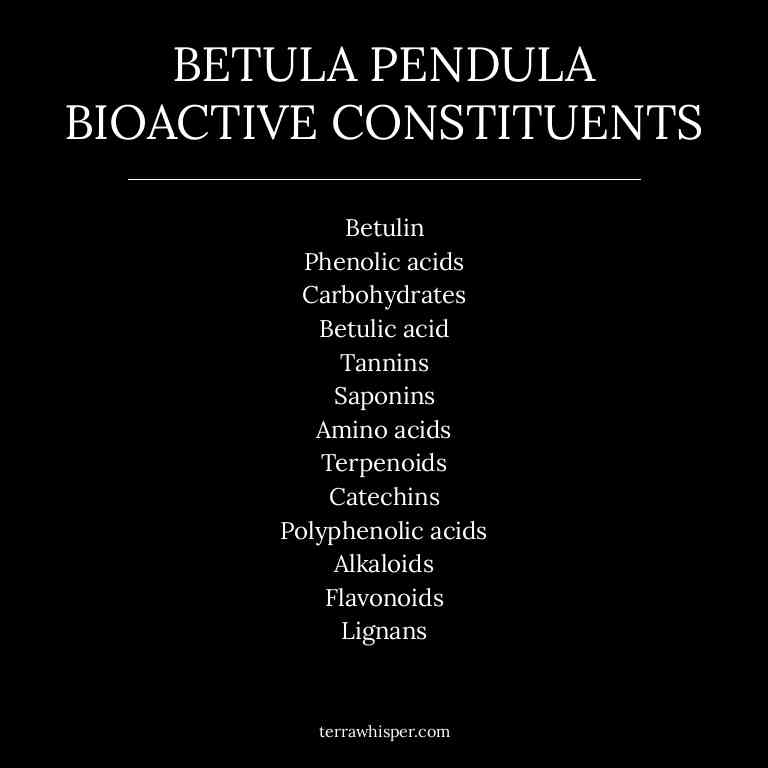 BETULA PENDULA
BIOACTIVE CONSTITUENTS
Betulin
Phenolic acids
Carbohydrates
Betulic acid
Tannins
Saponins
Amino acids
Terpenoids
Catechins
Polyphenolic acids
Alkaloids
Flavonoids
Lignans
terrawhisper.com